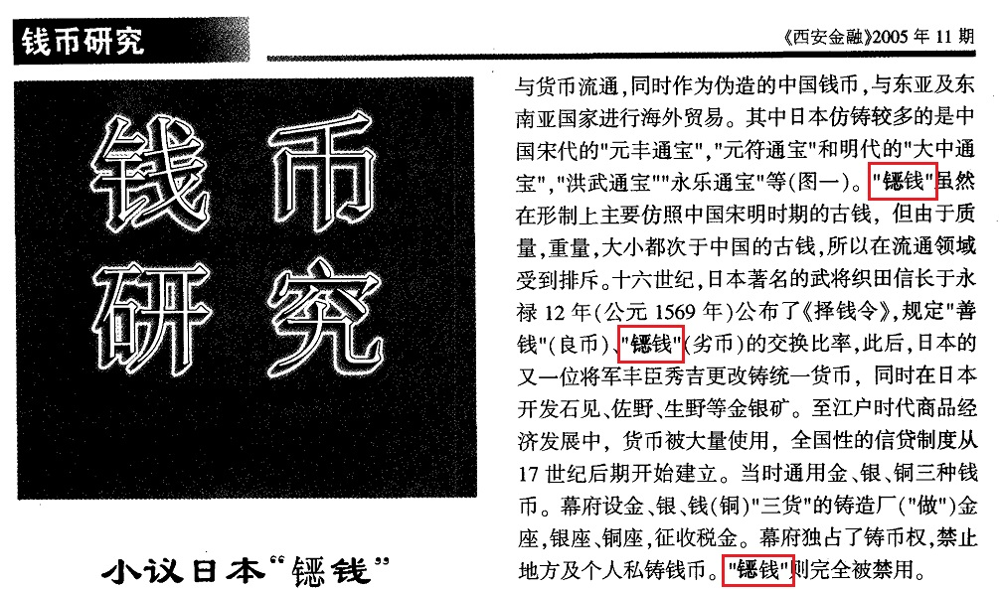 钱币研究
《西安金融》2005 年 11 期
钱 币
研 究
小议日本“⿰钅恶钱”
与货币流通,同时作为伪造的中国钱币,与东亚及东
南亚国家进行海外贸易。其中日本仿铸较多的是中
国宋代的"元丰通宝","元符通宝"和明代的"大中通
宝","洪武通宝""永乐通宝"等(图一)。"⿰钅恶钱"虽然
在形制上主要仿照中国宋明时期的古钱，但由于质
量,重量,大小都次于中国的古钱,所以在流通领域
受到排斥。十六世纪,日本著名的武将织田信长于永
禄 12 年(公元 1569 年)公布了《择钱令》,规定"善
钱"(良币)、"⿰钅恶钱"(劣币)的交换比率,此后,日本的
又一位将军丰臣秀吉更改铸统一货币，同时在日本
开发石见、佐野、生野等金银矿。至江户时代商品经
济发展中，货币被大量使用，全国性的信贷制度从
17 世纪后期开始建立。当时通用金、银、铜三种钱
币。幕府设金、银、钱(铜)"三货"的铸造厂("做")金
座,银座、铜座,征收税金。幕府独占了铸币权,禁止
地方及个人私铸钱币。"⿰钅恶钱"则完全被禁用。